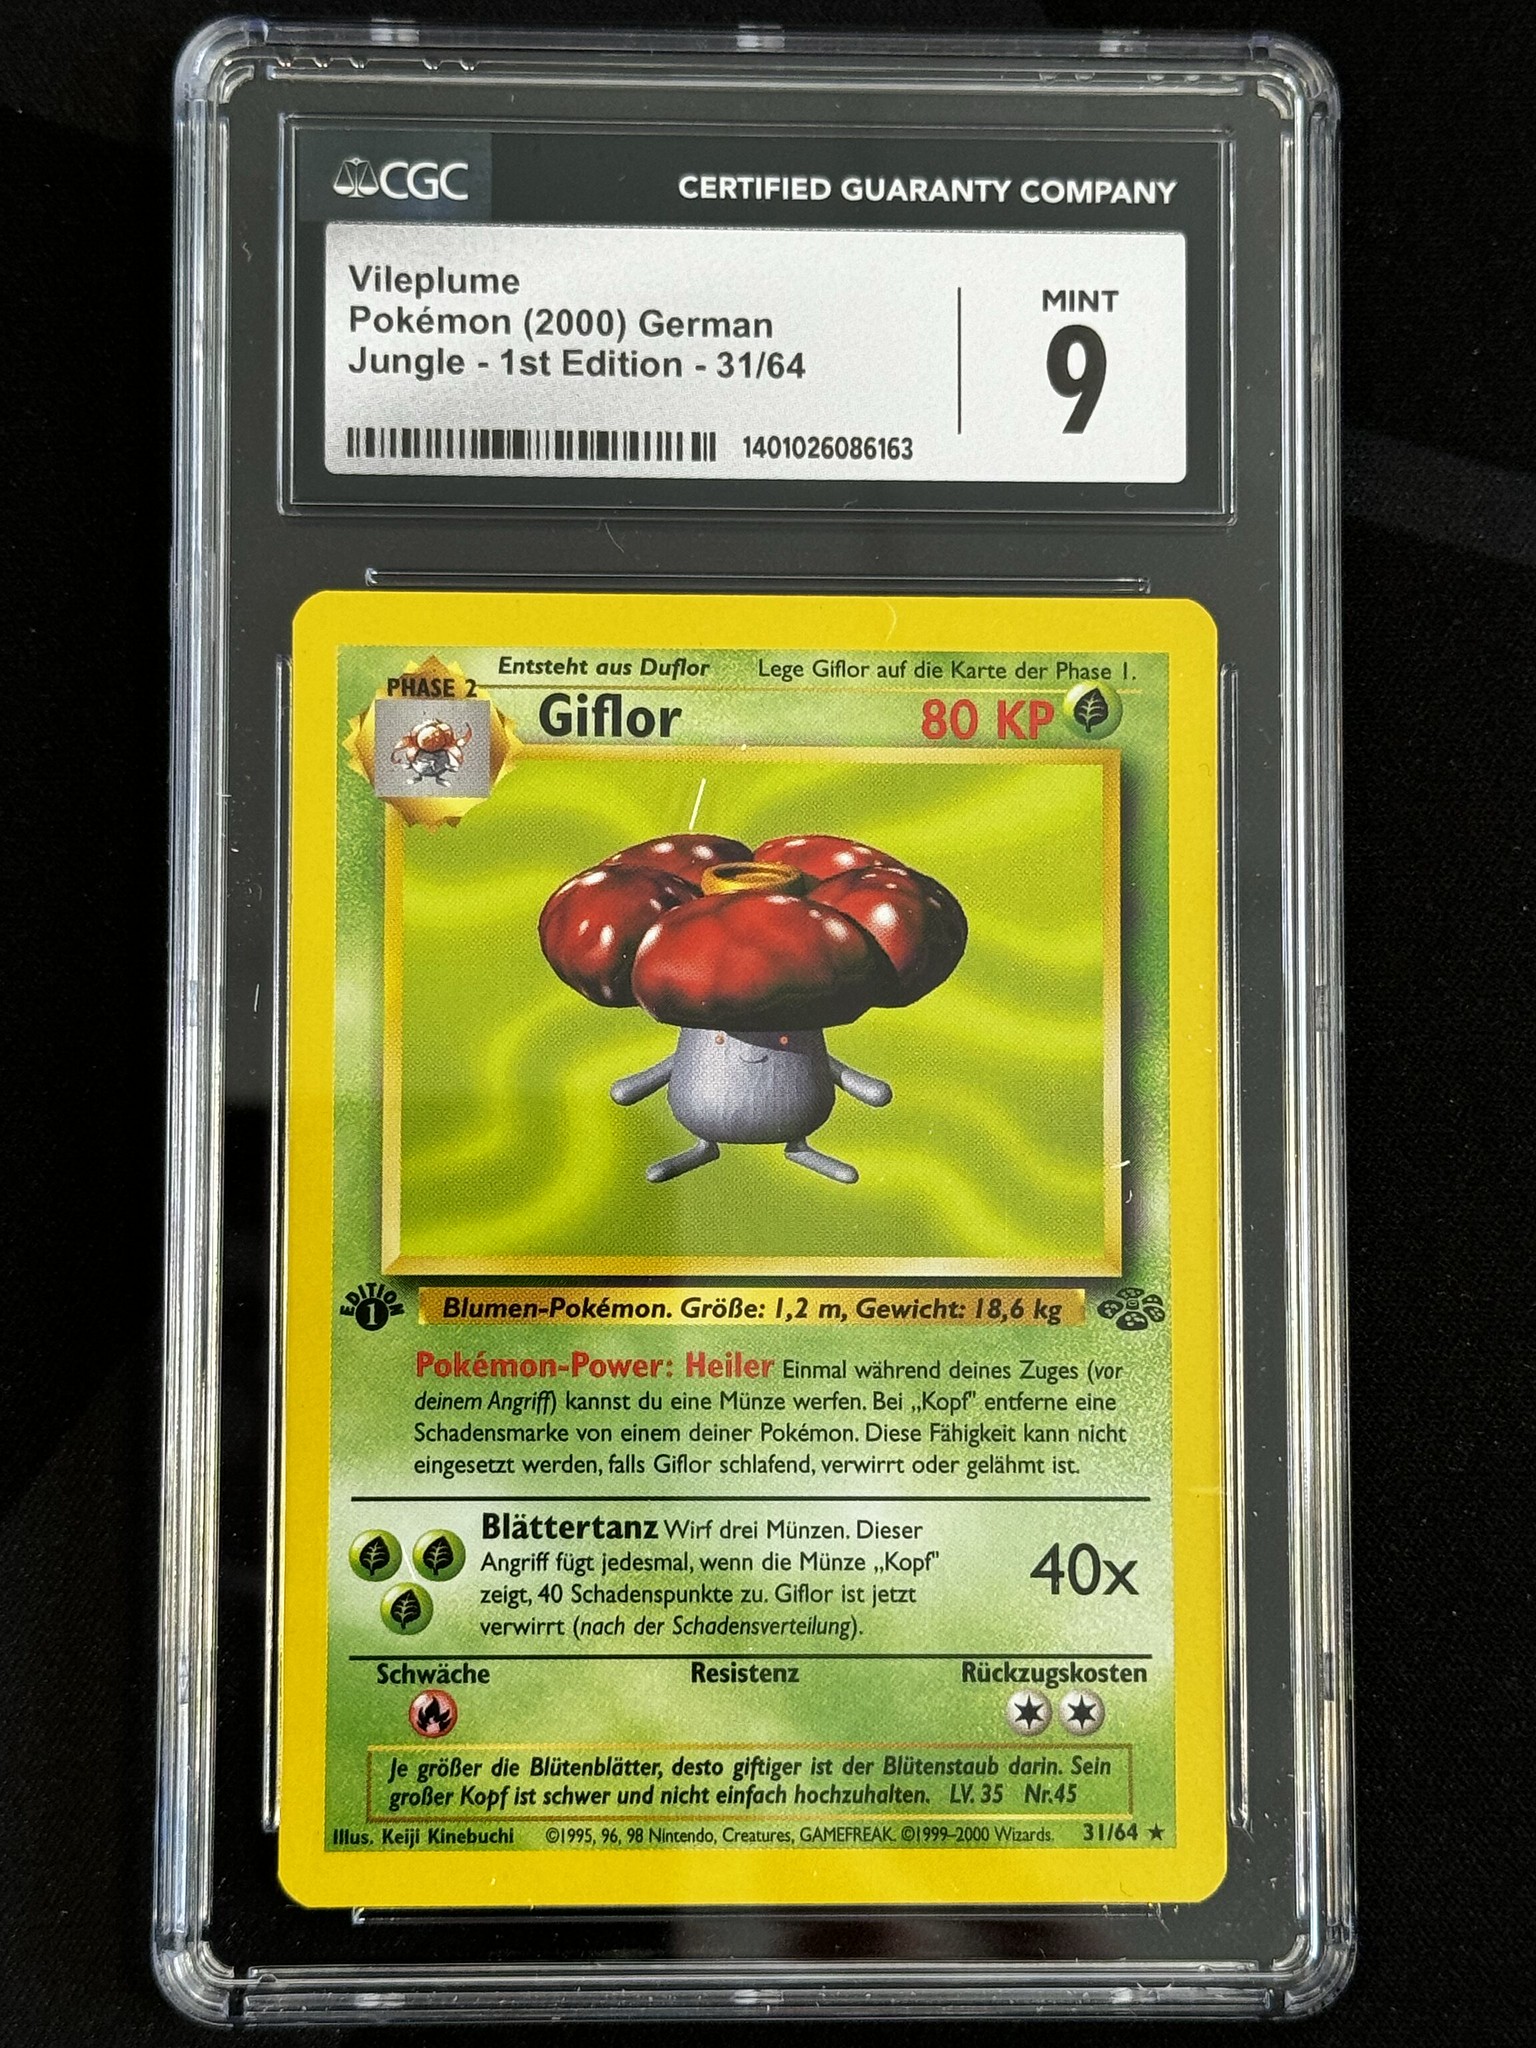 CGC
CERTIFIED GUARANTY COMPANY
Vileplume
Pokémon (2000) German
Jungle - 1st Edition - 31/64
1401026086163
MINT
9
PHASE 2
Entsteht aus Duflor
Lege Giflor auf die Karte der Phase 1.
Giflor
80 KP
EDITION
1
Blumen-Pokémon. Größe: 1,2 m, Gewicht: 18,6 kg
Pokémon-Power: Heiler Einmal während deines Zuges (vor
deinem Angriff) kannst du eine Münze werfen. Bei „Kopf" entferne eine
Schadensmarke von einem deiner Pokémon. Diese Fähigkeit kann nicht
eingesetzt werden, falls Giflor schlafend, verwirrt oder gelähmt ist.
Blättertanz Wirf drei Münzen. Dieser
Angriff fügt jedesmal, wenn die Münze „Kopf"
zeigt, 40 Schadenspunkte zu. Giflor ist jetzt
verwirrt (nach der Schadensverteilung).
40x
Schwäche
Resistenz
Rückzugskosten
Je größer die Blütenblätter, desto giftiger ist der Blütenstaub darin. Sein
großer Kopf ist schwer und nicht einfach hochzuhalten. LV. 35 Nr.45
Illus. Keiji Kinebuchi
©1995, 96, 98 Nintendo, Creatures, GAMEFREAK. ©1999–2000 Wizards.
31/64 ★